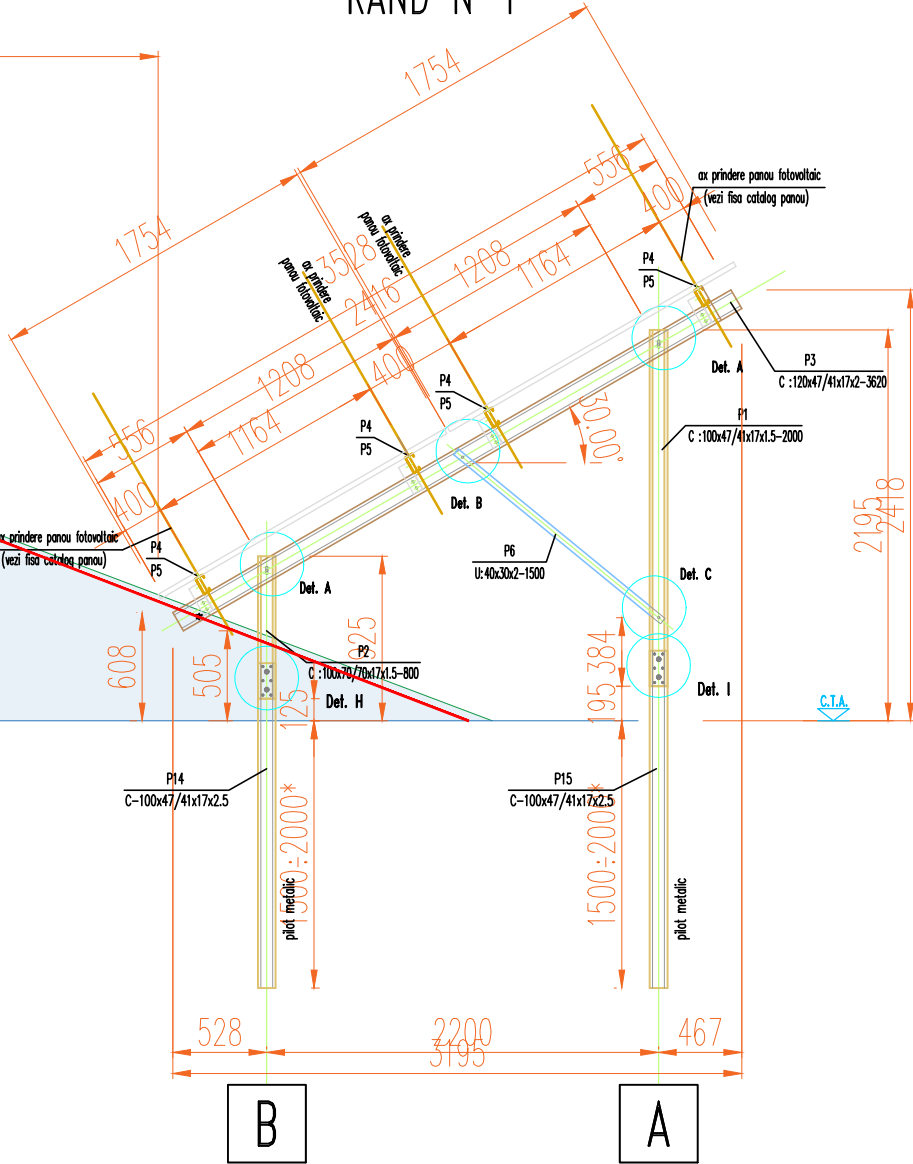 RAND N 1
1754
1754
556
400
ax prindere panou fotovoltaic
(vezi fisa catalog panou)
3528
1208
1164
ax prindere
panou fotovoltaic
ax prindere
panou fotovoltaic
2416
400
1208
1164
556
400
P4
P5
P4
P5
P4
P5
P4
P5
Det. A
P3
C :120x47/41x17x2-3620
P1
C :100x47/41x17x1.5-2000
30.00°
Det. B
2195
2418
ax prindere panou fotovoltaic
(vezi fisa catalog panou)
P6
U:40x30x2-1500
Det. C
Det. A
608
505
925
P2
C :100x70/70x17x1.5-800
384
Det. H
125
195
Det. I
C.T.A.
P14
C-100x47/41x17x2.5
P15
C-100x47/41x17x2.5
1500÷2000*
pilot metalic
1500÷2000*
pilot metalic
528
2200
467
3195
B
A